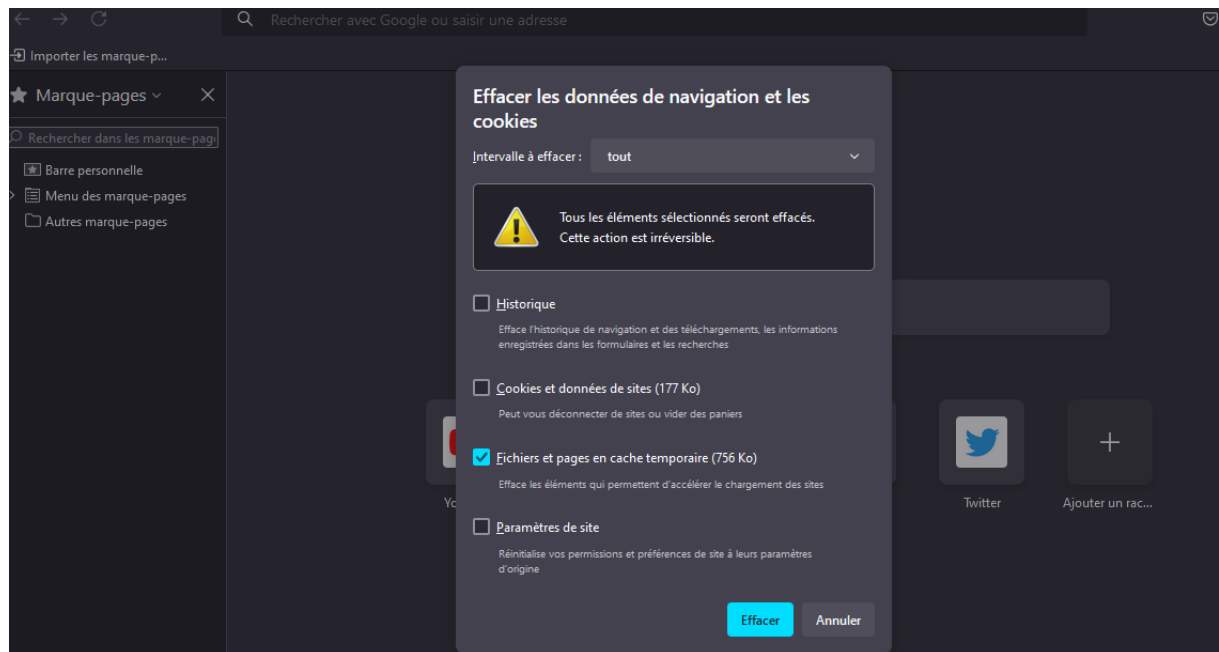 Rechercher avec Google ou saisir une adresse
Importer les marque-p...
Marque-pages
Rechercher dans les marque-pag
Barre personnelle
Menu des marque-pages
Autres marque-pages
Effacer les données de navigation et les
cookies
Intervalle à effacer : tout
Tous les éléments sélectionnés seront effacés.
Cette action est irréversible.
Historique
Efface l'historique de navigation et des téléchargements, les informations
enregistrées dans les formulaires et les recherches
Cookies et données de sites (177 Ko)
Peut vous déconnecter de sites ou vider des paniers
Fichiers et pages en cache temporaire (756 Ko)
Efface les éléments qui permettent d'accélérer le chargement des sites
Paramètres de site
Réinitialise vos permissions et préférences de site à leurs paramètres
d'origine
Effacer Annuler
Yo
Twitter
Ajouter un rac...